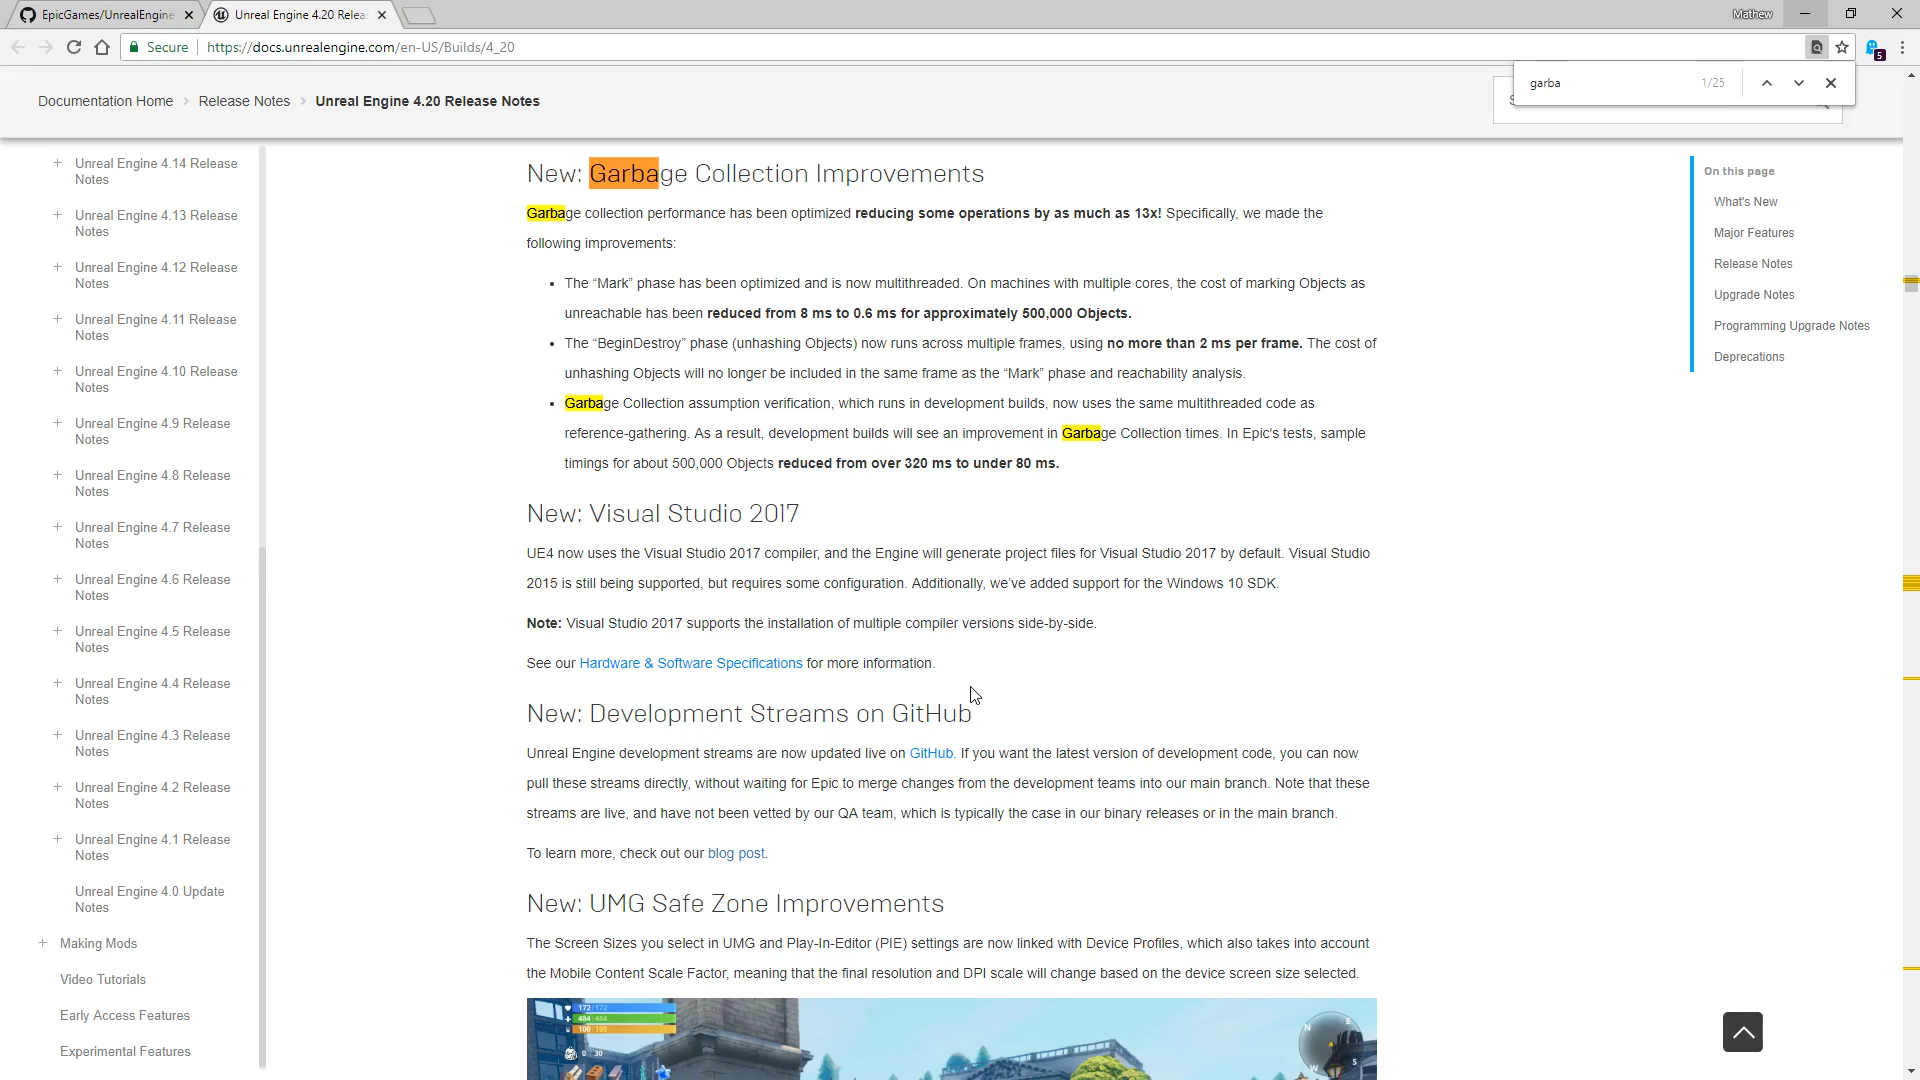 EpicGames/UnrealEngine
Unreal Engine 4.20 Relea
Mathew
Secure
https://docs.unrealengine.com/en-US/Builds/4_20
5
garba
1/25
Documentation Home
Release Notes
Unreal Engine 4.20 Release Notes
Unreal Engine 4.14 Release
Notes
Unreal Engine 4.13 Release
Notes
Unreal Engine 4.12 Release
Notes
Unreal Engine 4.11 Release
Notes
Unreal Engine 4.10 Release
Notes
Unreal Engine 4.9 Release
Notes
Unreal Engine 4.8 Release
Notes
Unreal Engine 4.7 Release
Notes
Unreal Engine 4.6 Release
Notes
Unreal Engine 4.5 Release
Notes
Unreal Engine 4.4 Release
Notes
Unreal Engine 4.3 Release
Notes
Unreal Engine 4.2 Release
Notes
Unreal Engine 4.1 Release
Notes
Unreal Engine 4.0 Update
Notes
Making Mods
Video Tutorials
Early Access Features
Experimental Features
New: Garbage Collection Improvements
Garbage collection performance has been optimized reducing some operations by as much as 13x! Specifically, we made the
following improvements:
• The “Mark” phase has been optimized and is now multithreaded. On machines with multiple cores, the cost of marking Objects as
unreachable has been reduced from 8 ms to 0.6 ms for approximately 500,000 Objects.
• The “BeginDestroy” phase (unhashing Objects) now runs across multiple frames, using no more than 2 ms per frame. The cost of
unhashing Objects will no longer be included in the same frame as the “Mark” phase and reachability analysis.
• Garbage Collection assumption verification, which runs in development builds, now uses the same multithreaded code as
reference-gathering. As a result, development builds will see an improvement in Garbage Collection times. In Epic's tests, sample
timings for about 500,000 Objects reduced from over 320 ms to under 80 ms.
New: Visual Studio 2017
UE4 now uses the Visual Studio 2017 compiler, and the Engine will generate project files for Visual Studio 2017 by default. Visual Studio
2015 is still being supported, but requires some configuration. Additionally, we’ve added support for the Windows 10 SDK.
Note: Visual Studio 2017 supports the installation of multiple compiler versions side-by-side.
See our Hardware & Software Specifications for more information.
New: Development Streams on GitHub
Unreal Engine development streams are now updated live on GitHub. If you want the latest version of development code, you can now
pull these streams directly, without waiting for Epic to merge changes from the development teams into our main branch. Note that these
streams are live, and have not been vetted by our QA team, which is typically the case in our binary releases or in the main branch.
To learn more, check out our blog post.
New: UMG Safe Zone Improvements
The Screen Sizes you select in UMG and Play-In-Editor (PIE) settings are now linked with Device Profiles, which also takes into account
the Mobile Content Scale Factor, meaning that the final resolution and DPI scale will change based on the device screen size selected.
172 172
484 484
100 100
0 30
N E
S
W
On this page
What's New
Major Features
Release Notes
Upgrade Notes
Programming Upgrade Notes
Deprecations